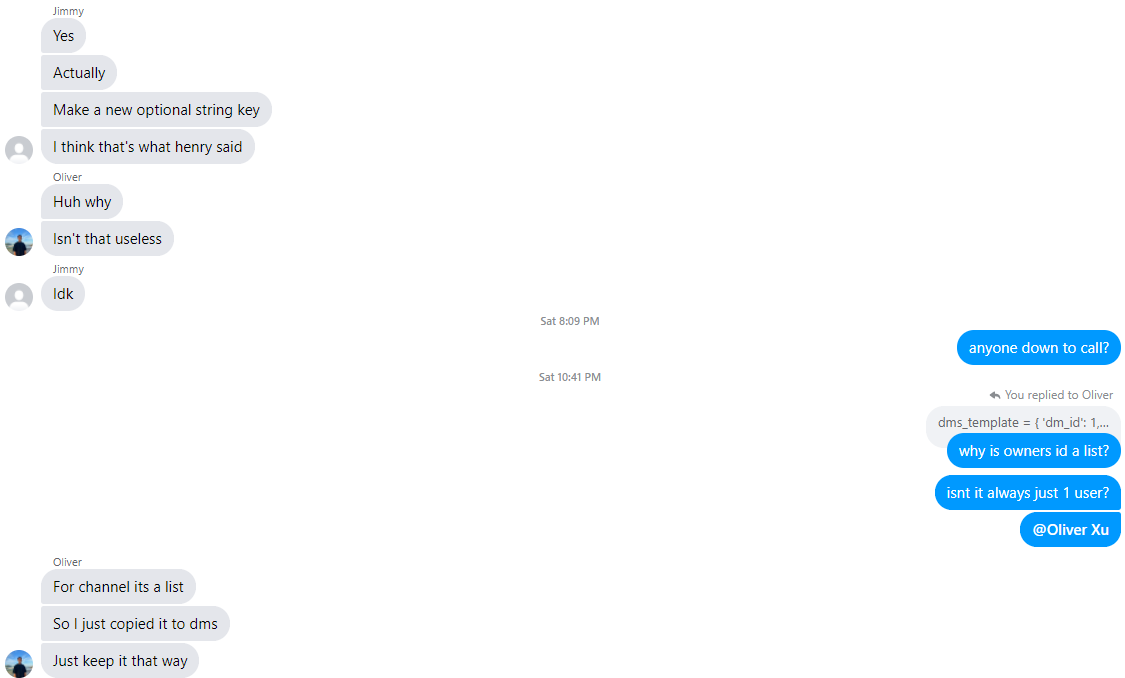 Jimmy
Yes
Actually
Make a new optional string key
I think that's what henry said
Oliver
Huh why
Isn't that useless
Jimmy
Idk
Sat 8:09 PM
anyone down to call?
Sat 10:41 PM
You replied to Oliver
dms_template = { 'dm_id': 1,...
why is owners id a list?
isnt it always just 1 user?
@Oliver Xu
Oliver
For channel its a list
So I just copied it to dms
Just keep it that way